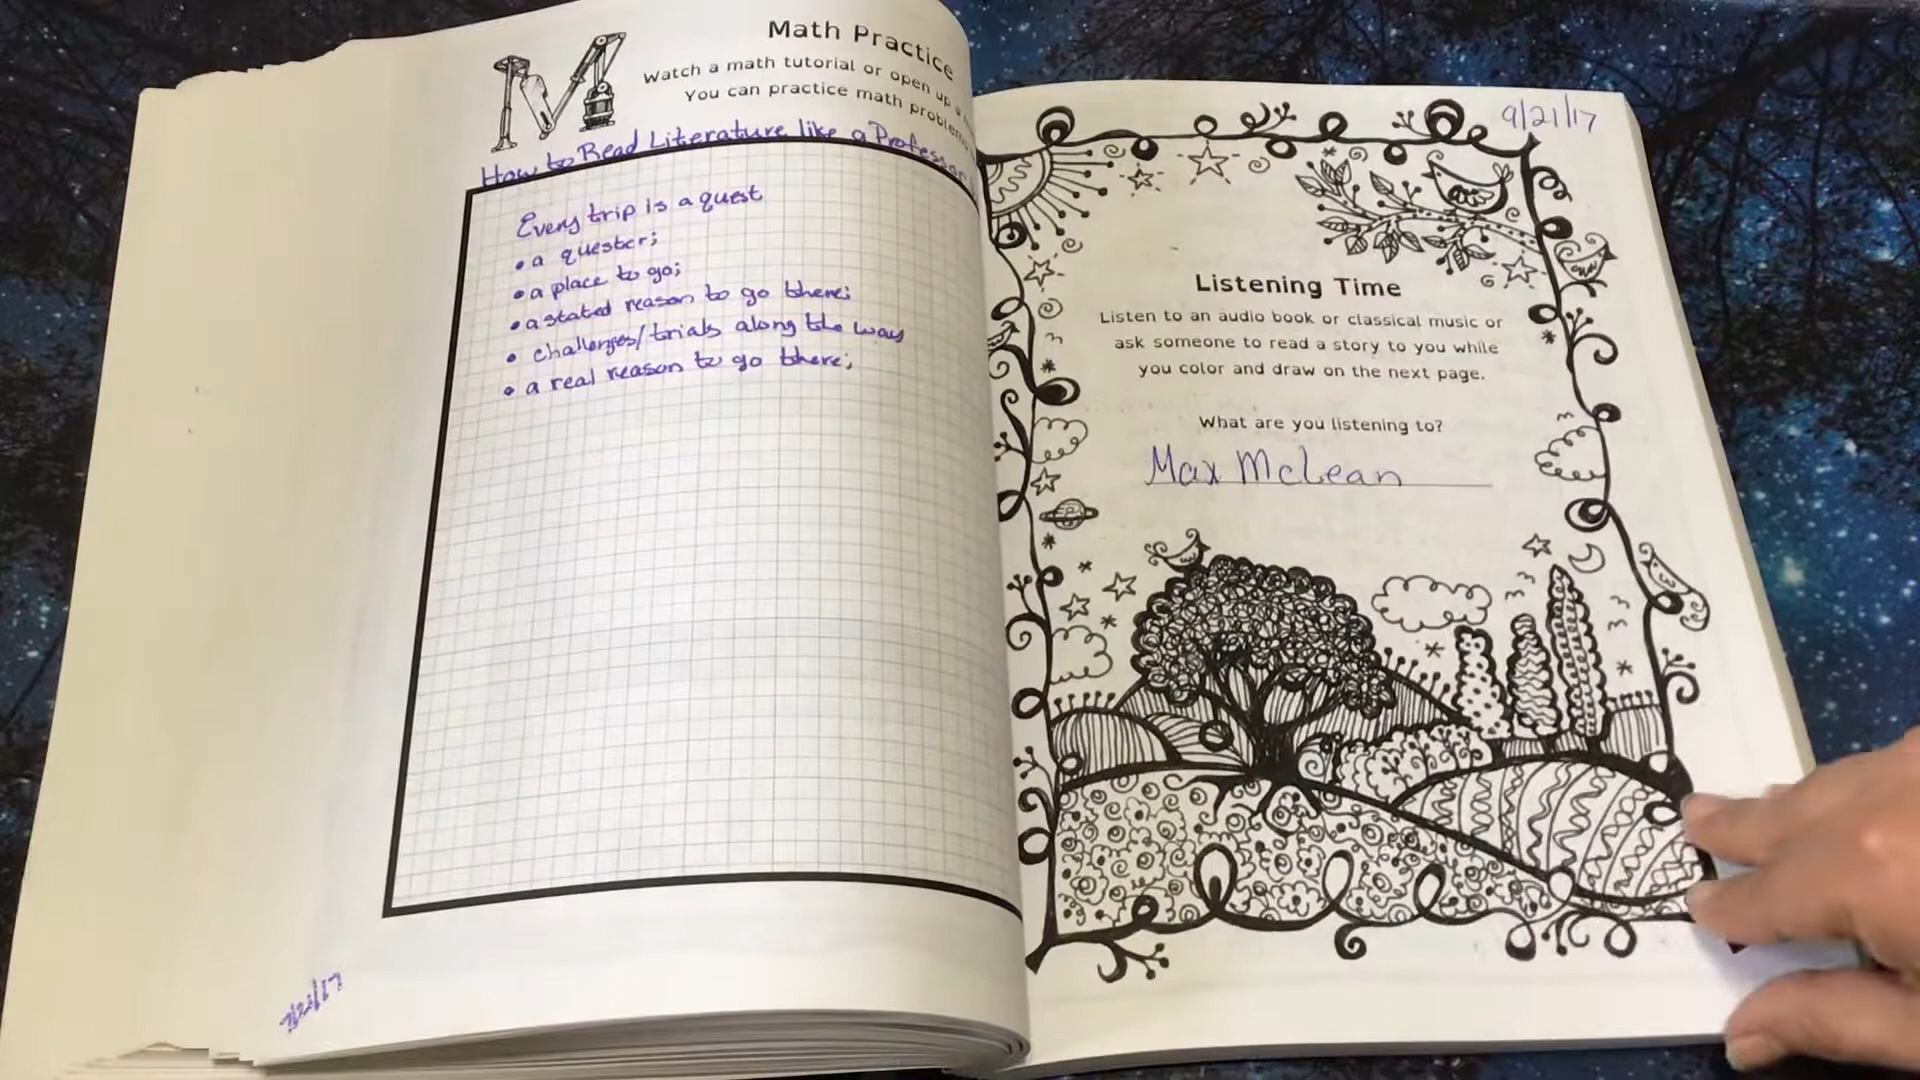 Math Practice
Watch a math tutorial or open up a
You can practice math problems
How to Read Literature like a Professor
Every trip is a quest
• a quester;
• a place to go;
• a stated reason to go there;
• challenges/trials along the way
• a real reason to go there;
9/21/17
Listening Time
Listen to an audio book or classical music or
ask someone to read a story to you while
you color and draw on the next page.
What are you listening to?
Max McLean